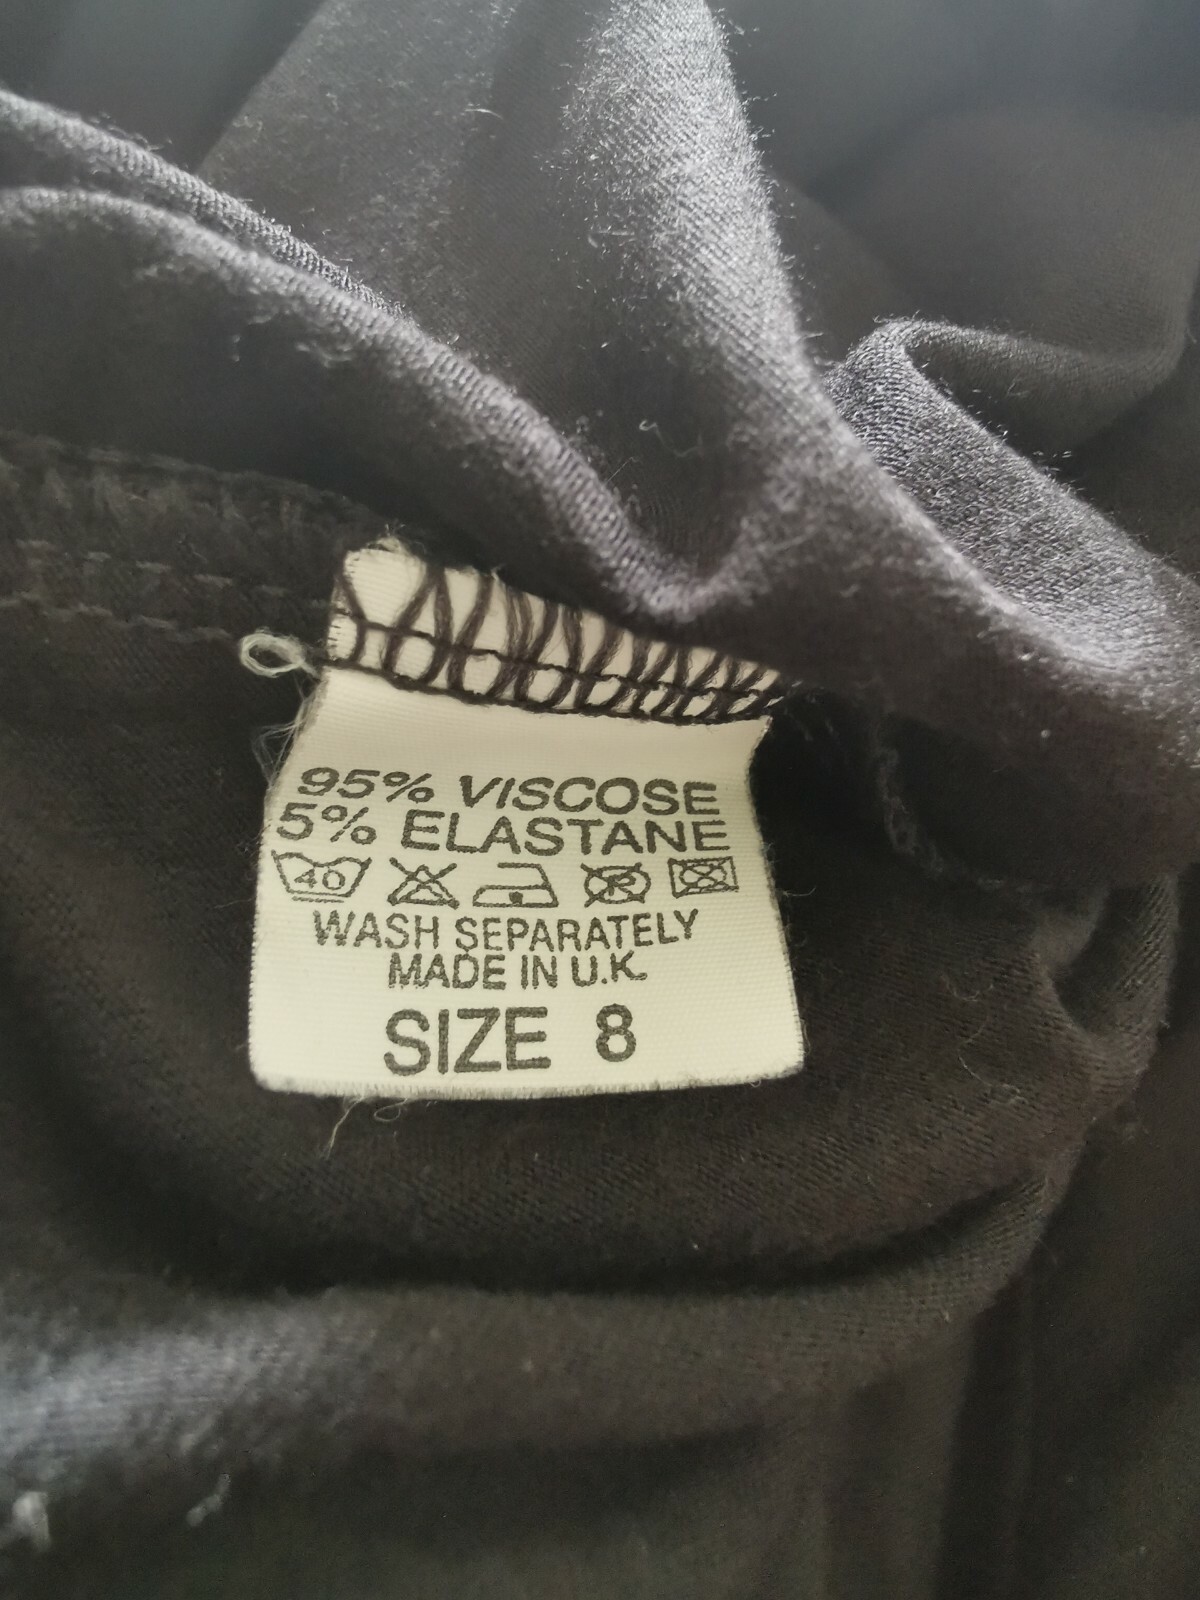 95% VISCOSE
5% ELASTANE
40 P
WASH SEPARATELY
MADE IN U.K.
SIZE 8